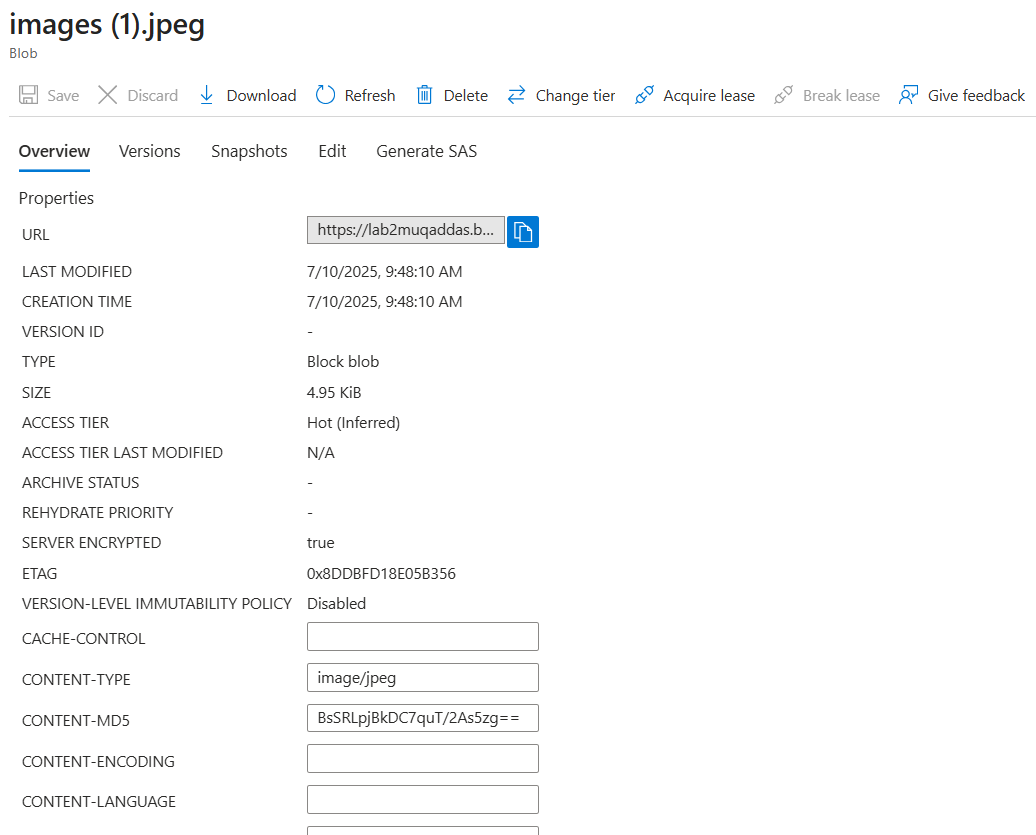 images (1).jpeg
Blob
Save Discard Download Refresh Delete Change tier Acquire lease Break lease Give feedback
Overview Versions Snapshots Edit Generate SAS
Properties
URL https://lab2muqaddas.b...
LAST MODIFIED 7/10/2025, 9:48:10 AM
CREATION TIME 7/10/2025, 9:48:10 AM
VERSION ID -
TYPE Block blob
SIZE 4.95 KiB
ACCESS TIER Hot (Inferred)
ACCESS TIER LAST MODIFIED N/A
ARCHIVE STATUS -
REHYDRATE PRIORITY -
SERVER ENCRYPTED true
ETAG 0x8DDBFD18E05B356
VERSION-LEVEL IMMUTABILITY POLICY Disabled
CACHE-CONTROL
CONTENT-TYPE image/jpeg
CONTENT-MD5 BsSRLpjBkDC7quT/2As5zg==
CONTENT-ENCODING
CONTENT-LANGUAGE